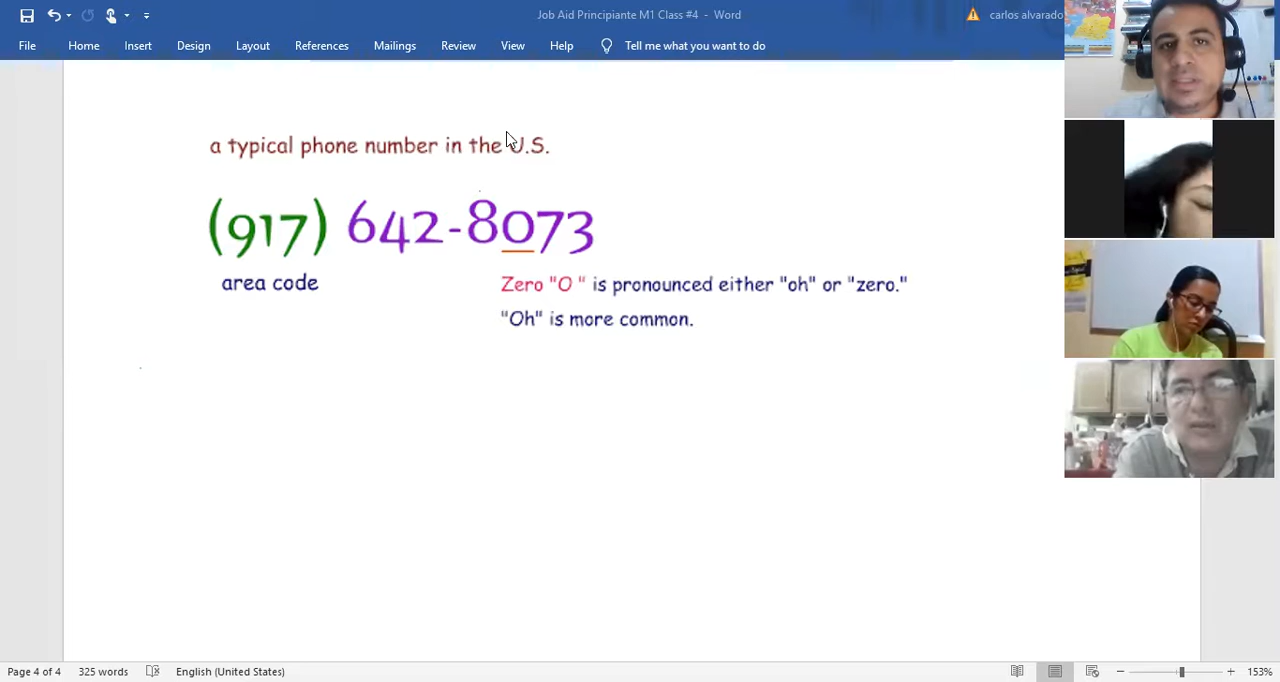 Job Aid Principiante M1 Class #4 - Word
carlos alvarado
File Home Insert Design Layout References Mailings Review View Help Tell me what you want to do
a typical phone number in the U.S.
(917) 642-8073
area code
Zero "O " is pronounced either "oh" or "zero."
"Oh" is more common.
Page 4 of 4 325 words English (United States) 153%